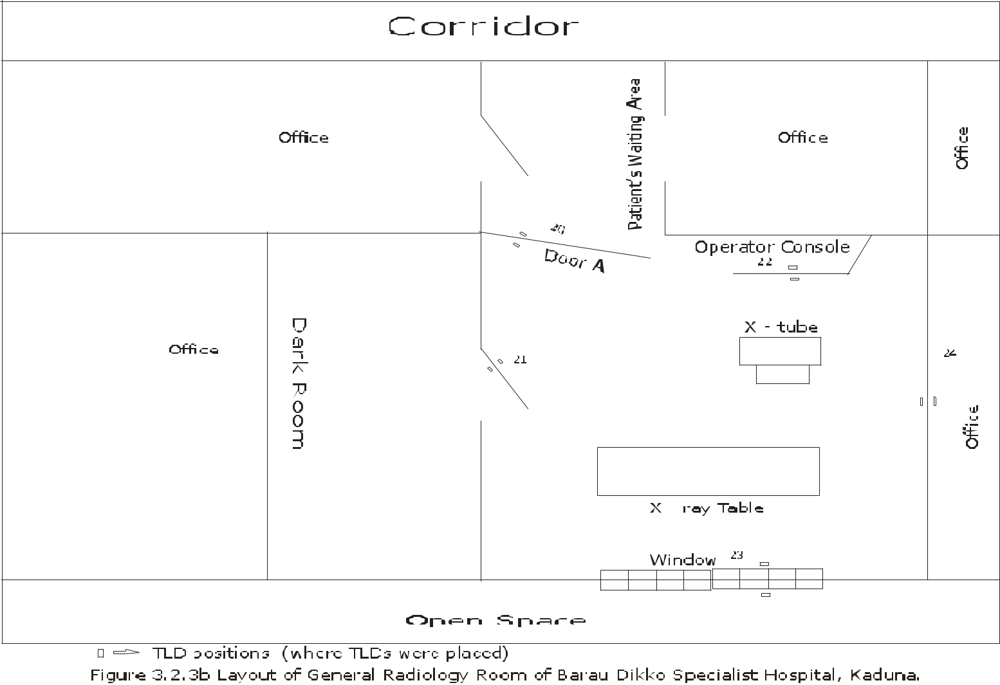 Corridor
Office
Patient's Waiting Area
Office
Office
20
Door A
Operator Console
22
Dark Room
Office
X - tube
21
24
Office
X ray Table
Window 23
Open Space
TLD positions (where TLDs were placed)
Figure 3.2.3b Layout of General Radiology Room of Barau Dikko Specialist Hospital, Kaduna.